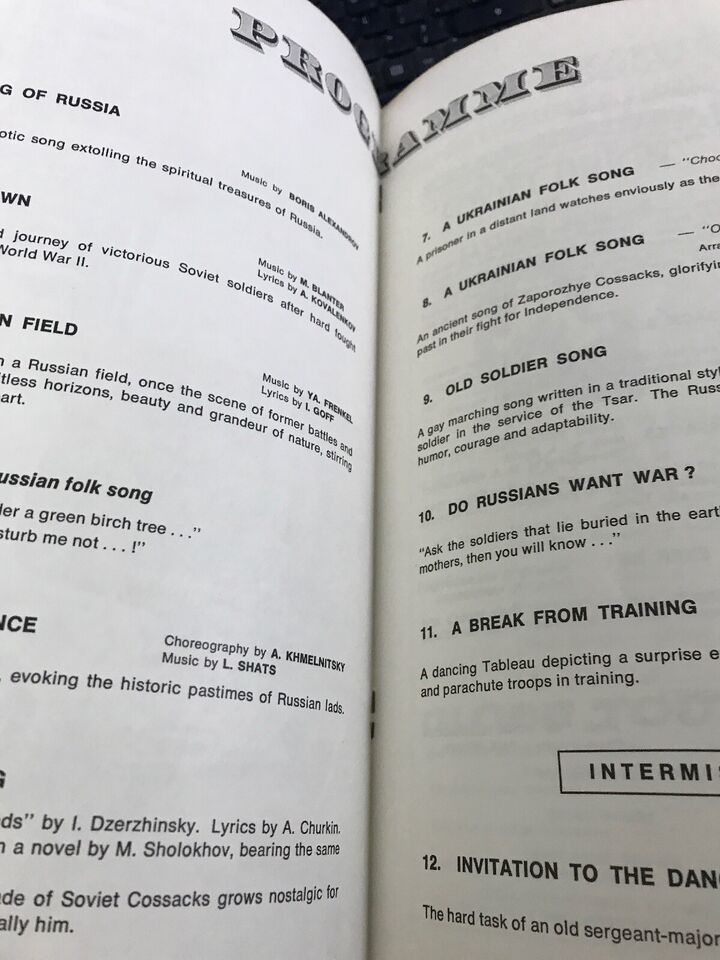 PROGRAMME
G OF RUSSIA
otic song extolling the spiritual treasures of Russia.
Music by BORIS ALEXANDROV
WN
d journey of victorious Soviet soldiers after hard fought
World War II.
Music by M. BLANTER
Lyrics by A. KOVALENKOV
N FIELD
n a Russian field, once the scene of former battles and
tless horizons, beauty and grandeur of nature, stirring
art.
Music by YA. FRENKEL
Lyrics by I. GOFF
ussian folk song
der a green birch tree . . ."
sturb me not . . . !"
NCE
Choreography by A. KHMELNITSKY
Music by L. SHATS
, evoking the historic pastimes of Russian lads.
G
ds" by I. Dzerzhinsky. Lyrics by A. Churkin.
n a novel by M. Sholokhov, bearing the same
ade of Soviet Cossacks grows nostalgic for
ally him.
7. A UKRAINIAN FOLK SONG — "Choo
A prisoner in a distant land watches enviously as the
8. A UKRAINIAN FOLK SONG — "O
Arra
An ancient song of Zaporozhye Cossacks, glorifyin
past in their fight for Independence.
9. OLD SOLDIER SONG
A gay marching song written in a traditional styl
soldier in the service of the Tsar. The Russ
humor, courage and adaptability.
10. DO RUSSIANS WANT WAR ?
"Ask the soldiers that lie buried in the eart
mothers, then you will know . . ."
11. A BREAK FROM TRAINING
A dancing Tableau depicting a surprise e
and parachute troops in training.
INTERMIS
12. INVITATION TO THE DANC
The hard task of an old sergeant-major